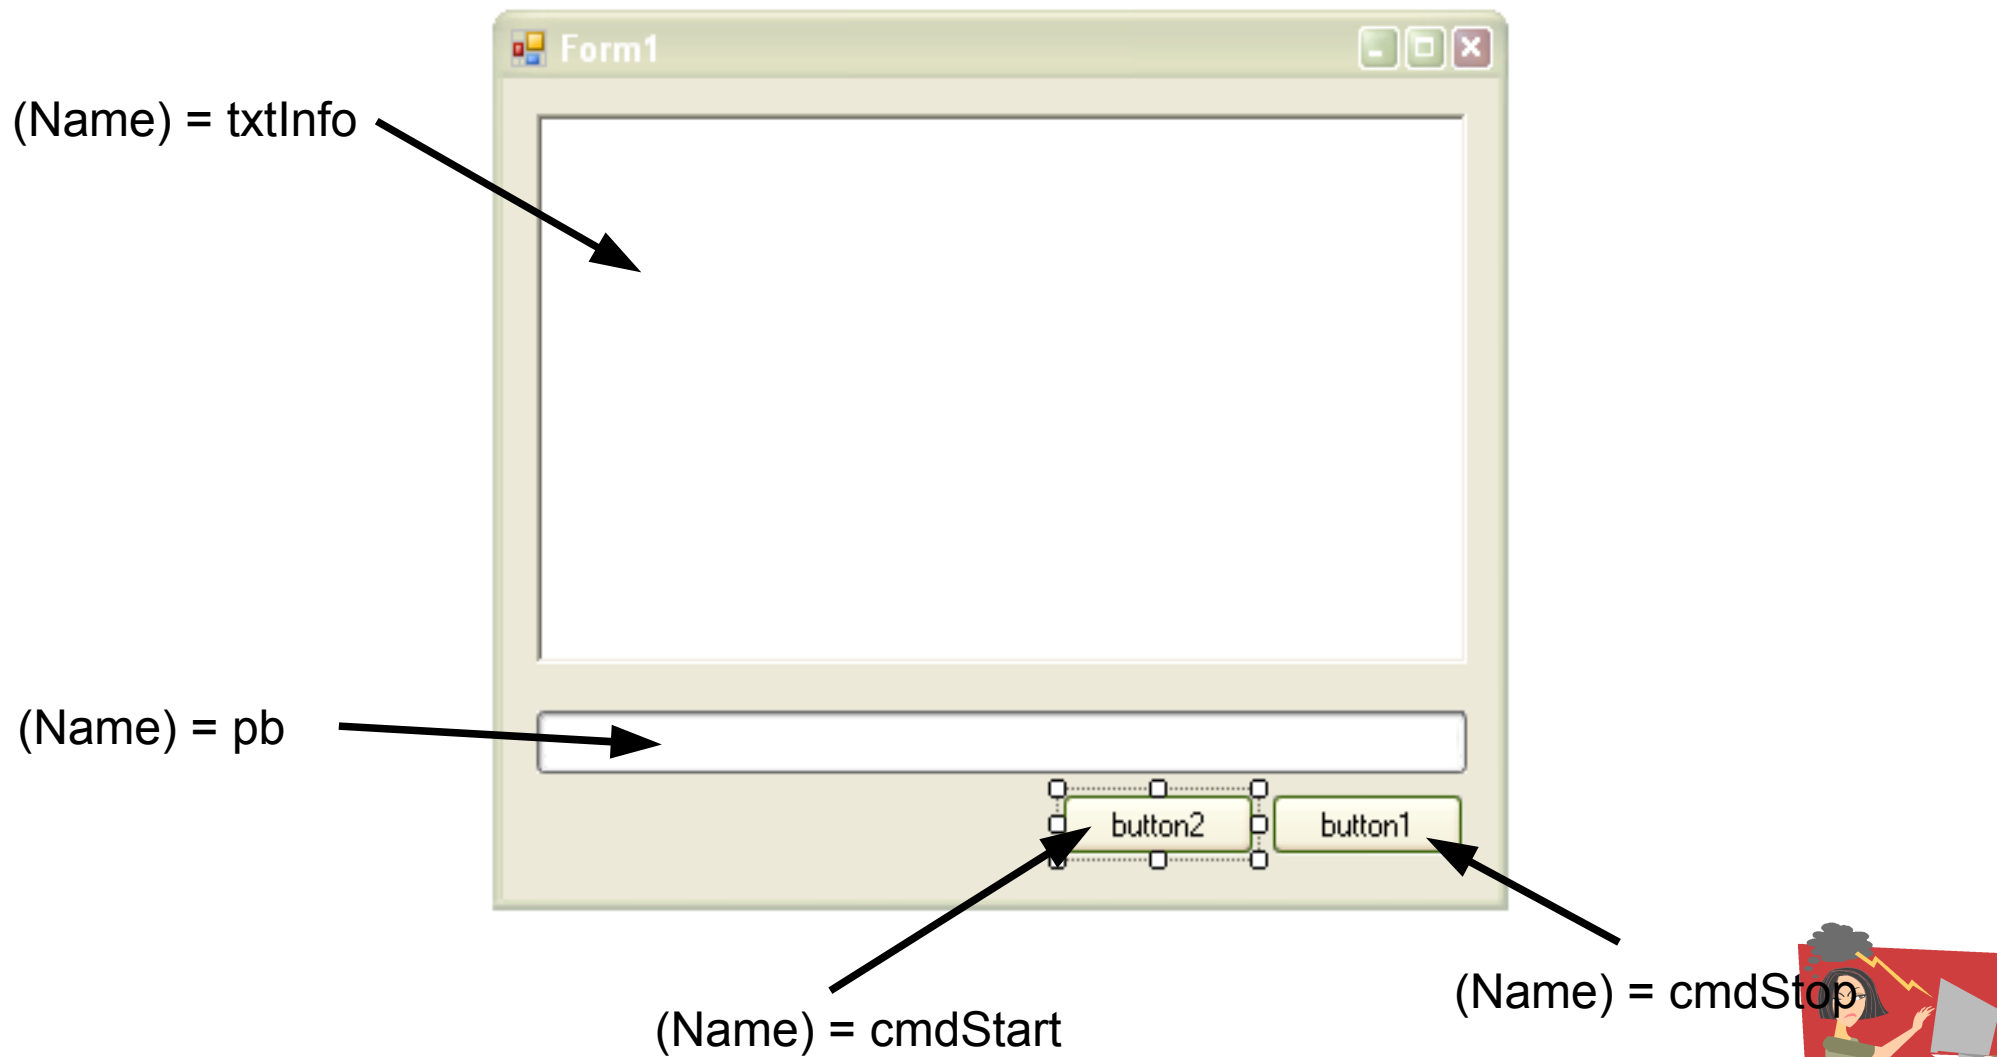 Form1
(Name) = txtInfo
(Name) = pb
button2
button1
(Name) = cmdStop
(Name) = cmdStart